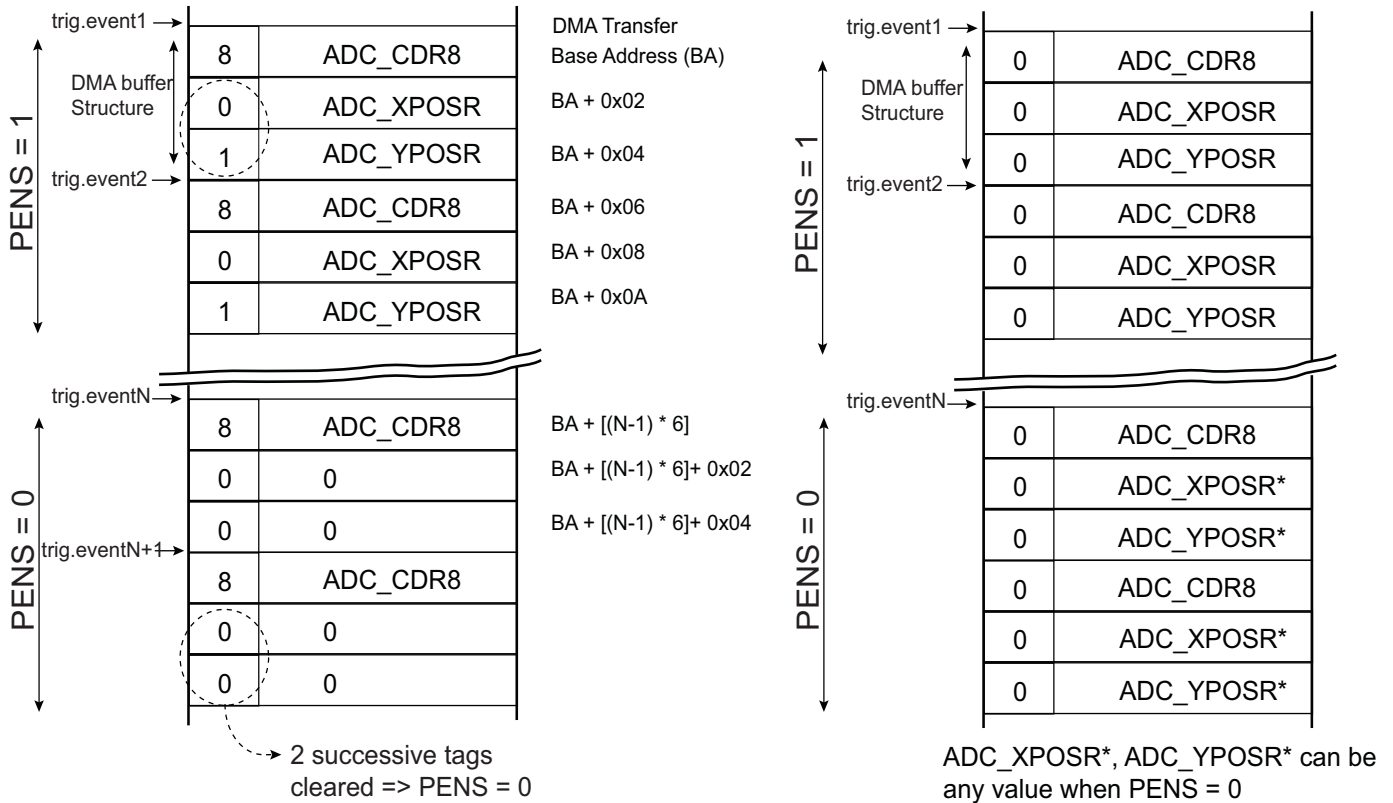 trig.event1
DMA Transfer
8 ADC_CDR8 Base Address (BA)
DMA buffer
Structure
0 ADC_XPOSR BA + 0x02
1 ADC_YPOSR BA + 0x04
PENS = 1
trig.event2
8 ADC_CDR8 BA + 0x06
0 ADC_XPOSR BA + 0x08
1 ADC_YPOSR BA + 0x0A
trig.eventN
8 ADC_CDR8 BA + [(N-1) * 6]
0 0 BA + [(N-1) * 6]+ 0x02
0 0 BA + [(N-1) * 6]+ 0x04
PENS = 0
trig.eventN+1
8 ADC_CDR8
0 0
0 0
2 successive tags
cleared => PENS = 0
trig.event1
0 ADC_CDR8
DMA buffer
Structure
0 ADC_XPOSR
0 ADC_YPOSR
PENS = 1
trig.event2
0 ADC_CDR8
0 ADC_XPOSR
0 ADC_YPOSR
trig.eventN
0 ADC_CDR8
0 ADC_XPOSR*
0 ADC_YPOSR*
PENS = 0
0 ADC_CDR8
0 ADC_XPOSR*
0 ADC_YPOSR*
ADC_XPOSR*, ADC_YPOSR* can be
any value when PENS = 0